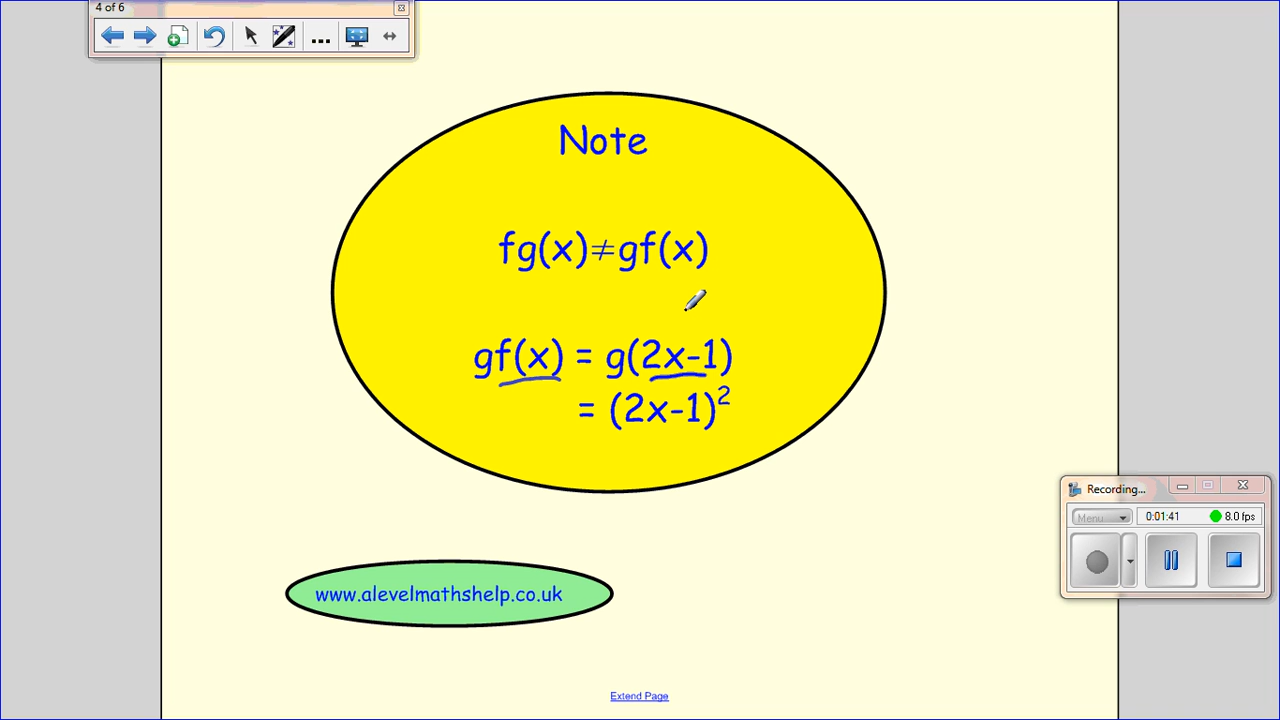 4 of 6
Note
fg(x)≠gf(x)
gf(x) = g(2x-1)
= (2x-1)²
Recording...
Menu
0:01:41
8.0 fps
www.alevelmathshelp.co.uk
Extend Page